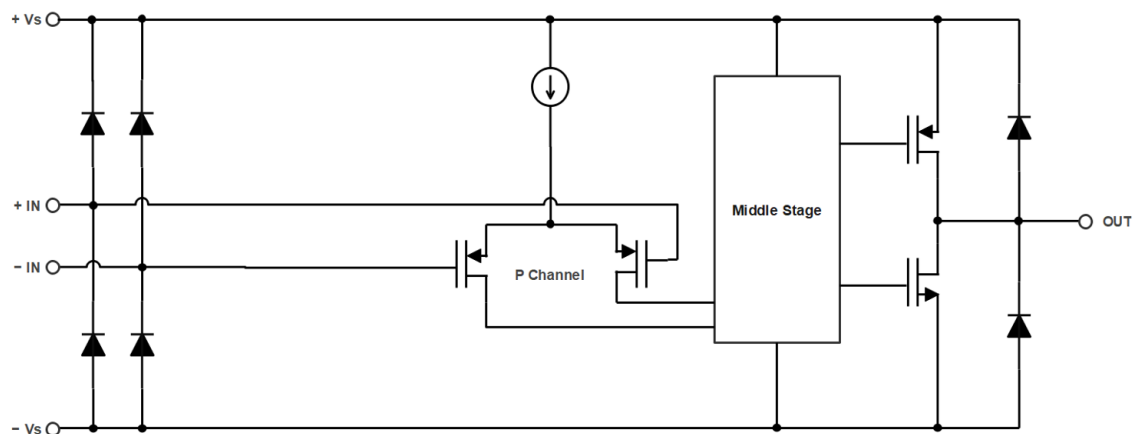 + Vs
+ IN
− IN
P Channel
Middle Stage
OUT
− Vs